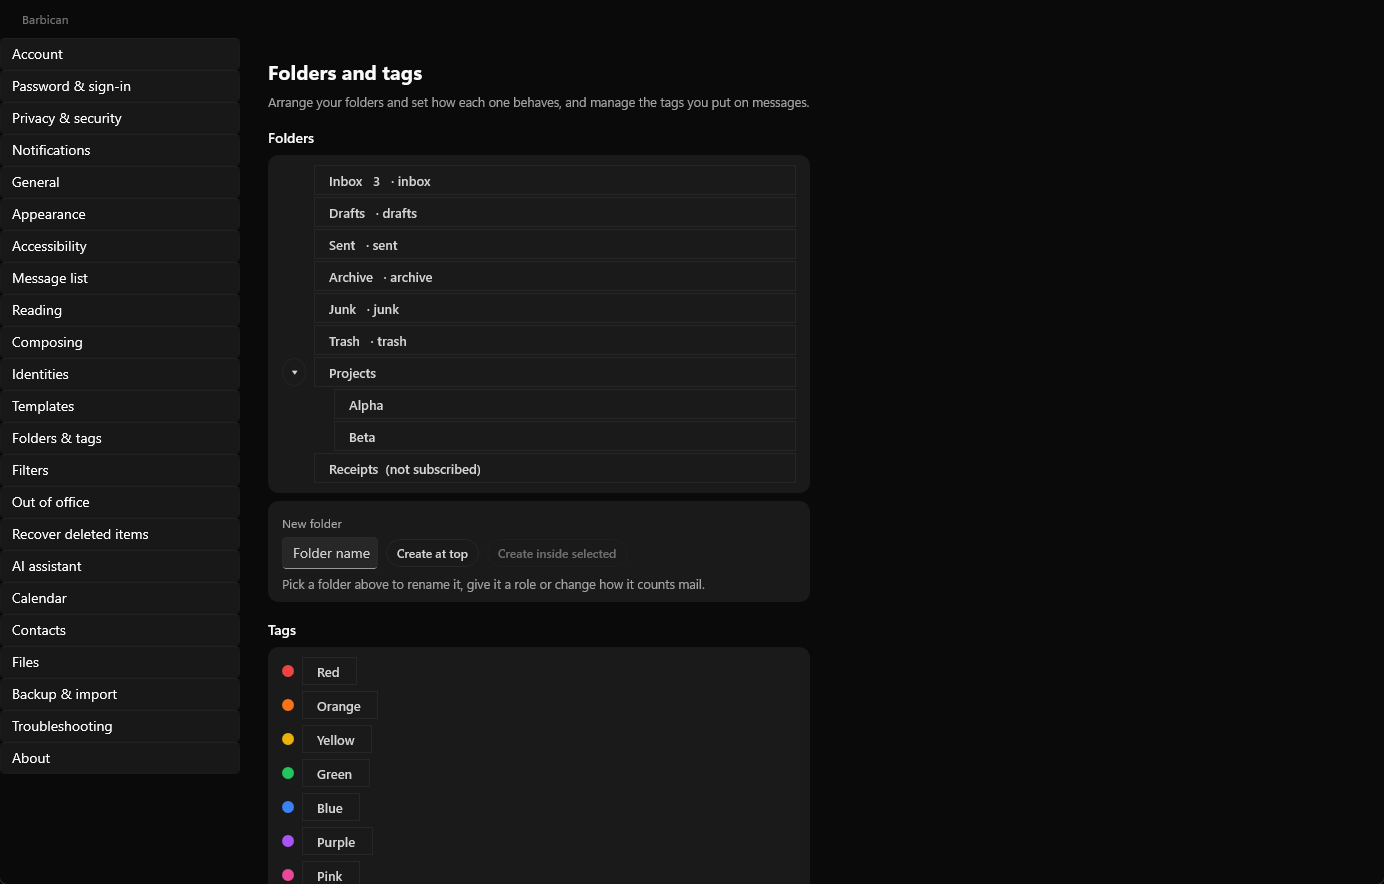 Barbican
Account
Password & sign-in
Privacy & security
Notifications
General
Appearance
Accessibility
Message list
Reading
Composing
Identities
Templates
Folders & tags
Filters
Out of office
Recover deleted items
AI assistant
Calendar
Contacts
Files
Backup & import
Troubleshooting
About
Folders and tags
Arrange your folders and set how each one behaves, and manage the tags you put on messages.
Folders
Inbox 3 · inbox
Drafts · drafts
Sent · sent
Archive · archive
Junk · junk
Trash · trash
Projects
Alpha
Beta
Receipts (not subscribed)
New folder
Folder name Create at top Create inside selected
Pick a folder above to rename it, give it a role or change how it counts mail.
Tags
Red
Orange
Yellow
Green
Blue
Purple
Pink